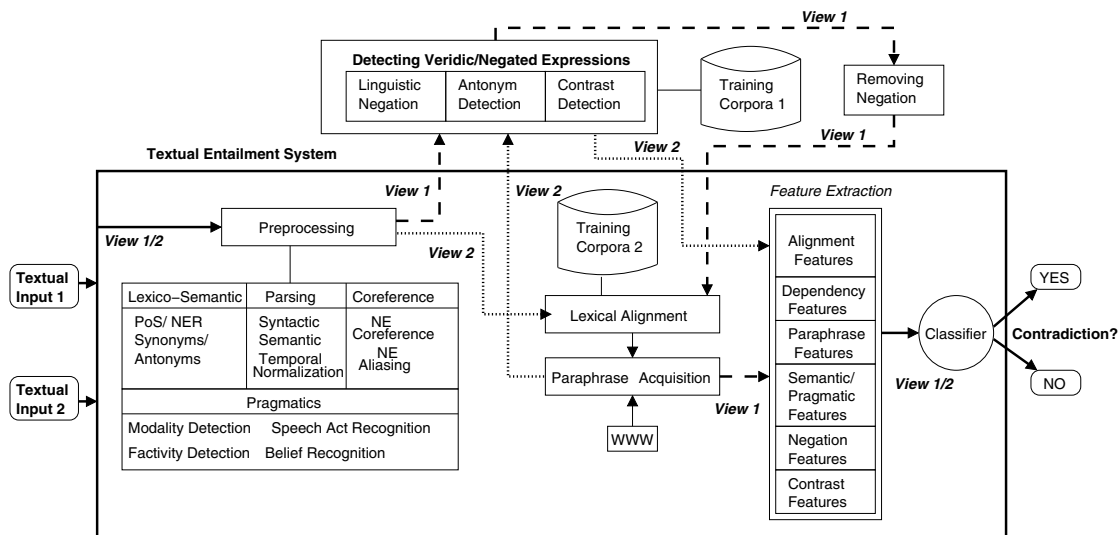 View 1
Detecting Veridic/Negated Expressions
Linguistic
Negation
Antonym
Detection
Contrast
Detection
Training
Corpora 1
Removing
Negation
View 1
View 2
Textual Entailment System
View 1
View 2
Feature Extraction
Preprocessing
View 1/2
View 2
Training
Corpora 2
Textual
Input 1
Textual
Input 2
Lexico-Semantic
PoS/ NER
Synonyms/
Antonyms
Parsing
Syntactic
Semantic
Temporal
Normalization
Coreference
NE
Coreference
NE
Aliasing
Pragmatics
Modality Detection Speech Act Recognition
Factivity Detection Belief Recognition
Lexical Alignment
Paraphrase Acquisition
View 1
WWW
Alignment
Features
Dependency
Features
Paraphrase
Features
Semantic/
Pragmatic
Features
Negation
Features
Contrast
Features
View 1/2
Classifier
YES
Contradiction?
NO